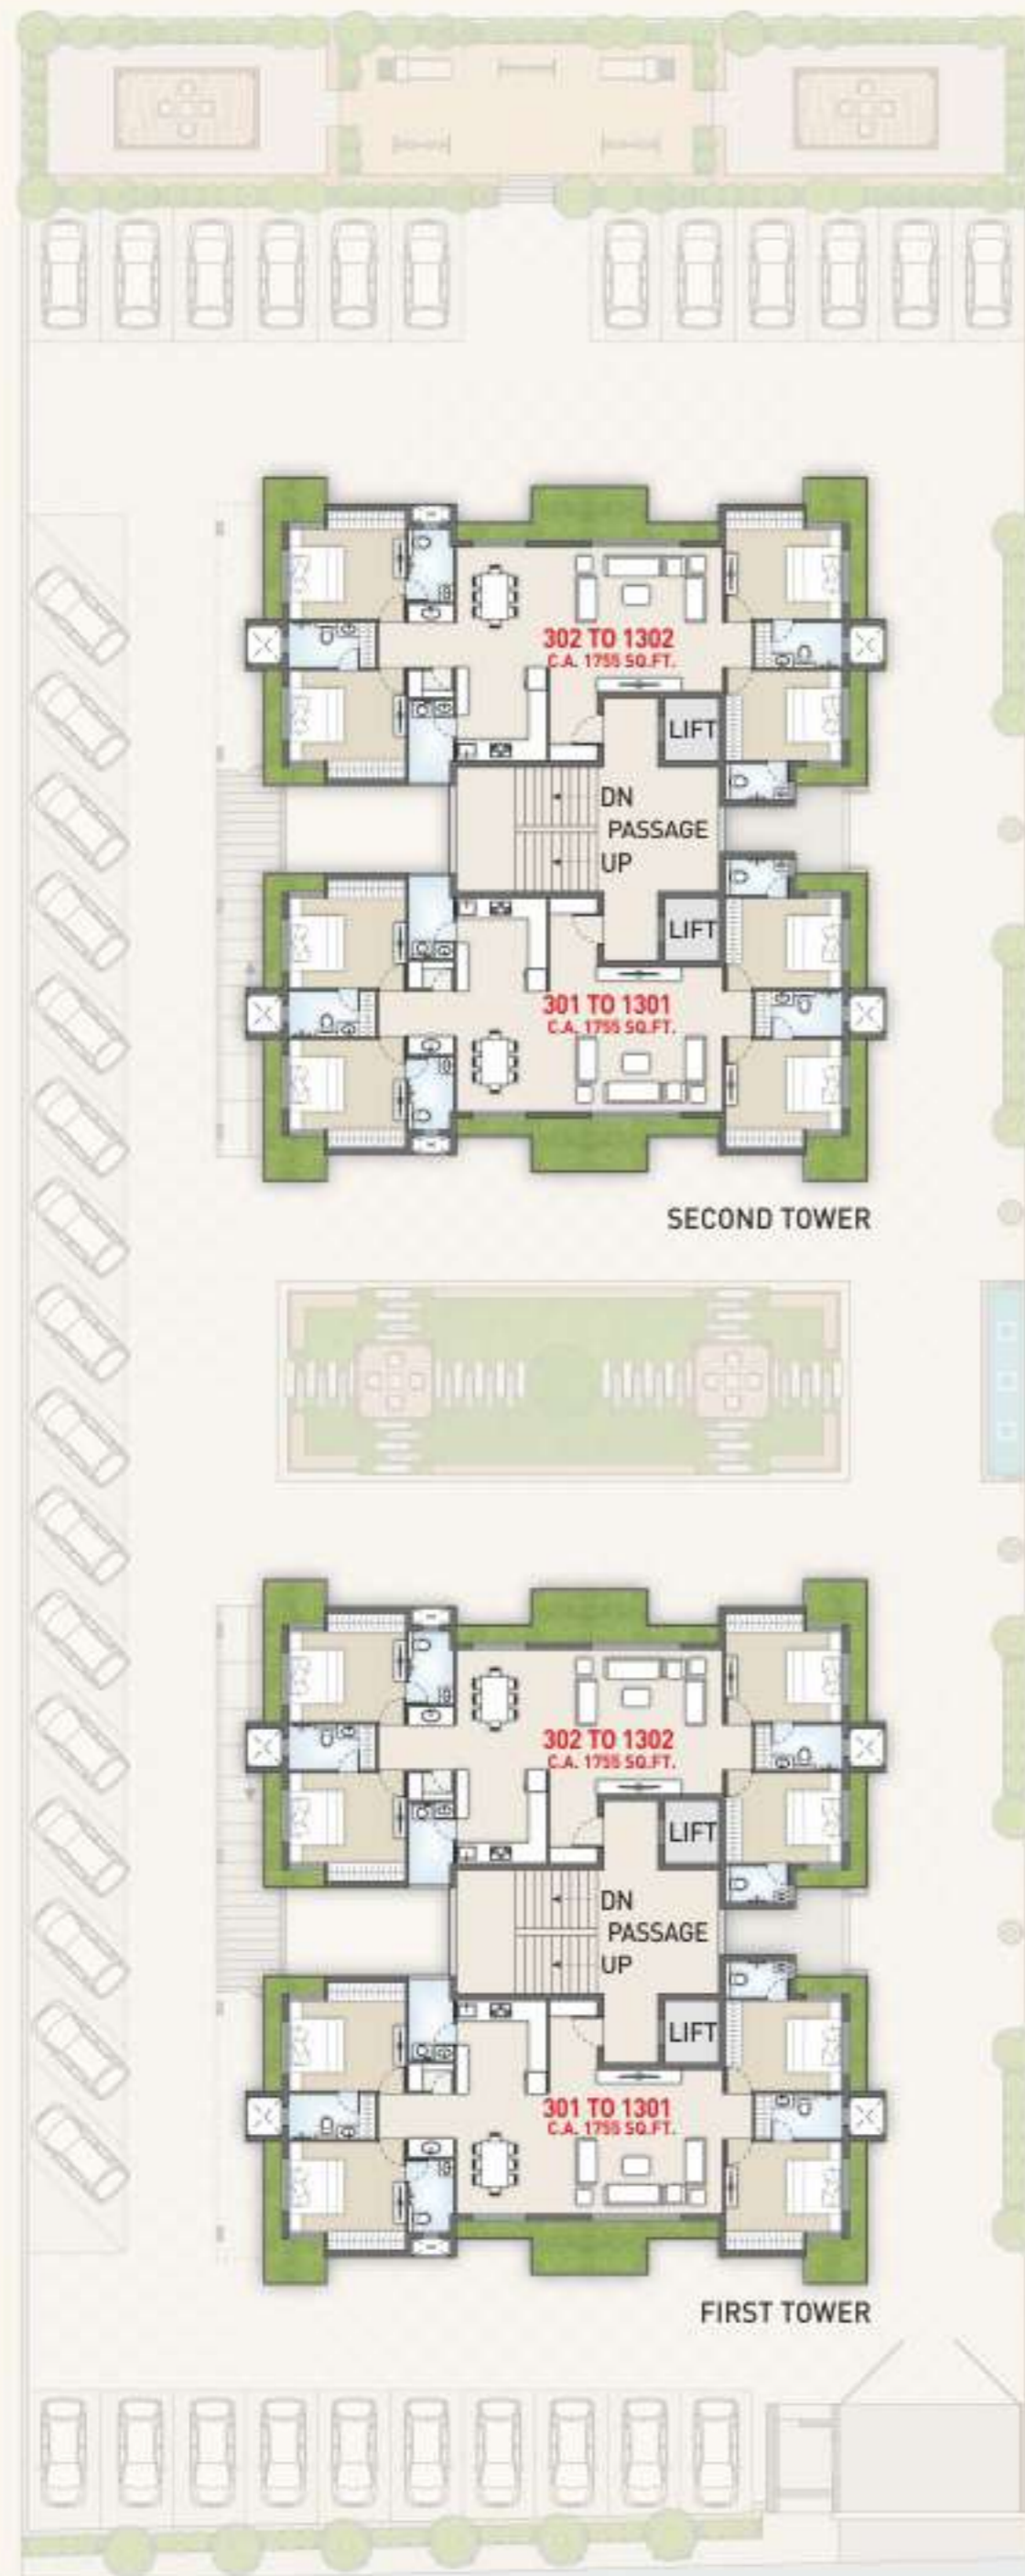 302 TO 1302
C.A. 1755 SQ.FT.
LIFT
DN
PASSAGE
UP
LIFT
301 TO 1301
C.A. 1755 SQ.FT.
SECOND TOWER
302 TO 1302
C.A. 1755 SQ.FT.
LIFT
DN
PASSAGE
UP
LIFT
301 TO 1301
C.A. 1755 SQ.FT.
FIRST TOWER